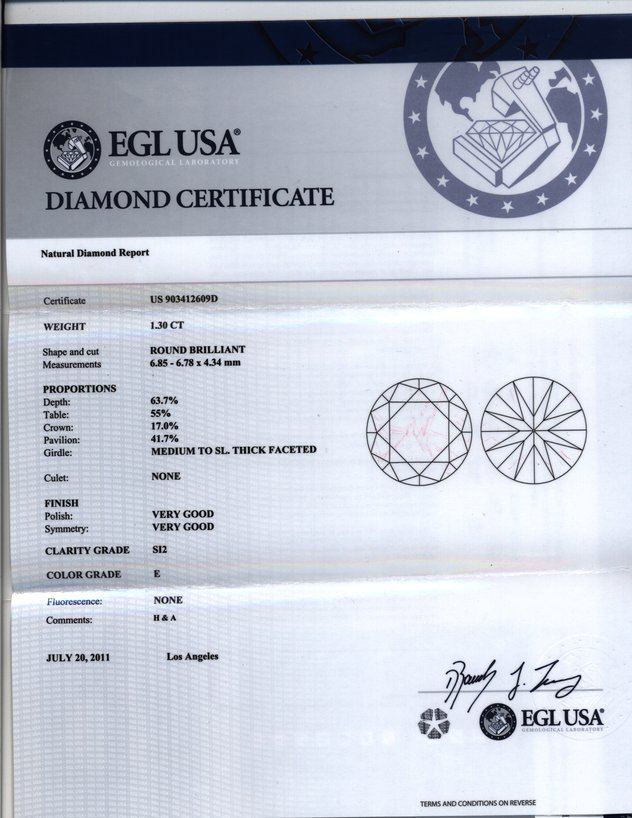 EGL USA®
GEMOLOGICAL LABORATORY
DIAMOND CERTIFICATE
Natural Diamond Report
Certificate US 903412609D
WEIGHT 1.30 CT
Shape and cut ROUND BRILLIANT
Measurements 6.85 - 6.78 x 4.34 mm
PROPORTIONS
Depth: 63.7%
Table: 55%
Crown: 17.0%
Pavilion: 41.7%
Girdle: MEDIUM TO SL. THICK FACETED
Culet: NONE
FINISH
Polish: VERY GOOD
Symmetry: VERY GOOD
CLARITY GRADE SI2
COLOR GRADE E
Fluorescence: NONE
Comments: H & A
JULY 20, 2011 Los Angeles
EGL USA®
GEMOLOGICAL LABORATORY
TERMS AND CONDITIONS ON REVERSE